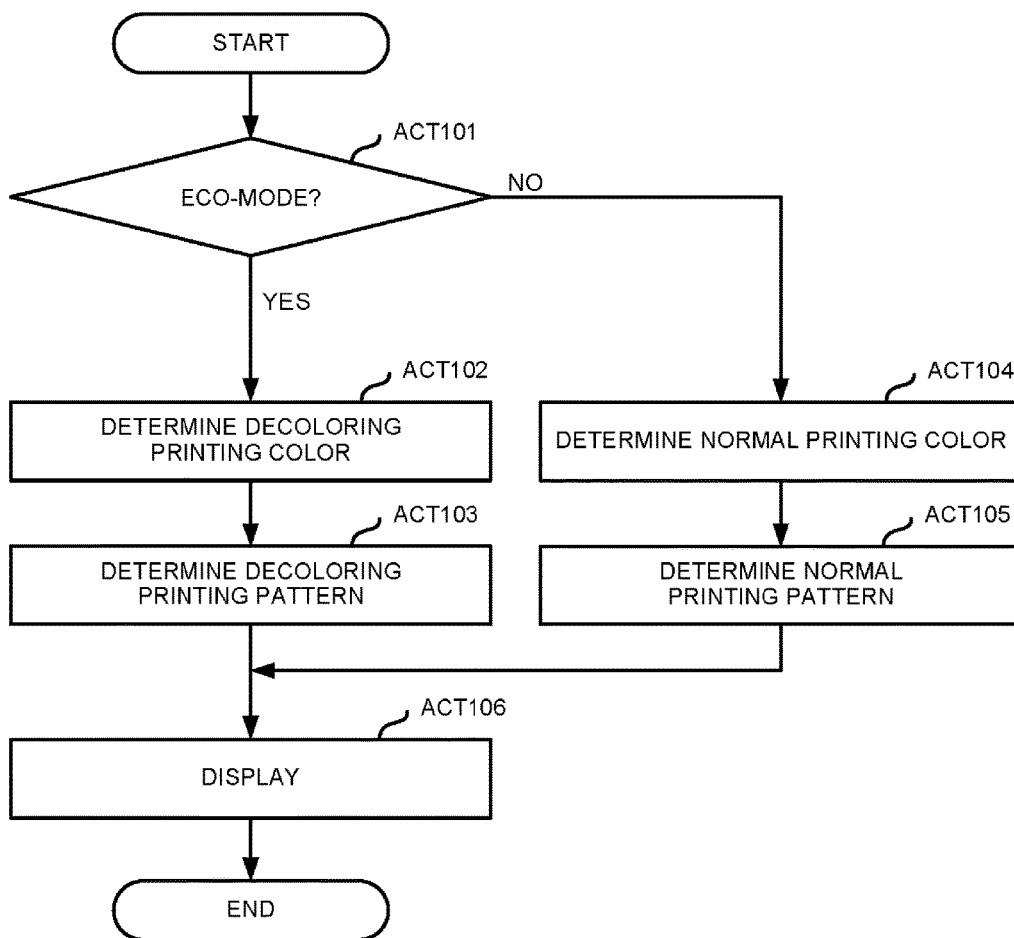 START
ACT101
ECO-MODE?
NO
YES
ACT102
DETERMINE DECOLORING
PRINTING COLOR
ACT104
DETERMINE NORMAL PRINTING COLOR
ACT103
DETERMINE DECOLORING
PRINTING PATTERN
ACT105
DETERMINE NORMAL
PRINTING PATTERN
ACT106
DISPLAY
END